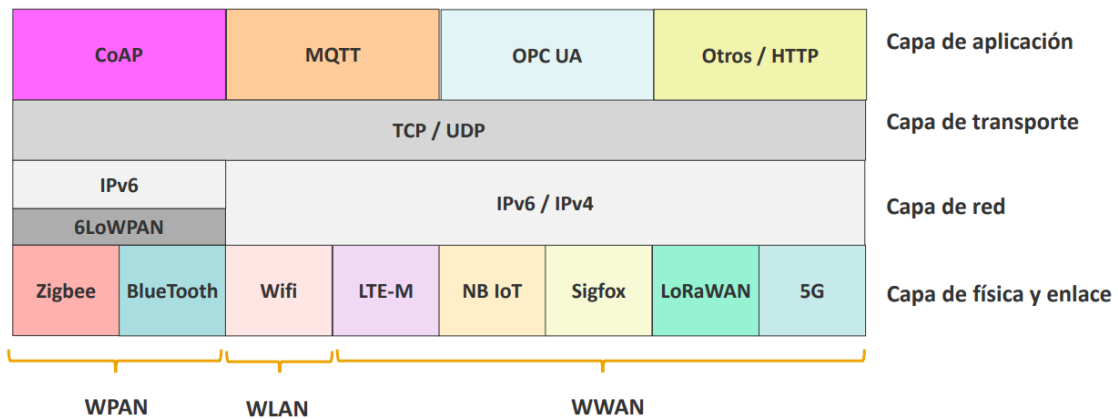 CoAP
MQTT
OPC UA
Otros / HTTP
Capa de aplicación
TCP / UDP
Capa de transporte
IPv6
6LoWPAN
IPv6 / IPv4
Capa de red
Zigbee
BlueTooth
Wifi
LTE-M
NB IoT
Sigfox
LoRaWAN
5G
Capa de física y enlace
WPAN
WLAN
WWAN